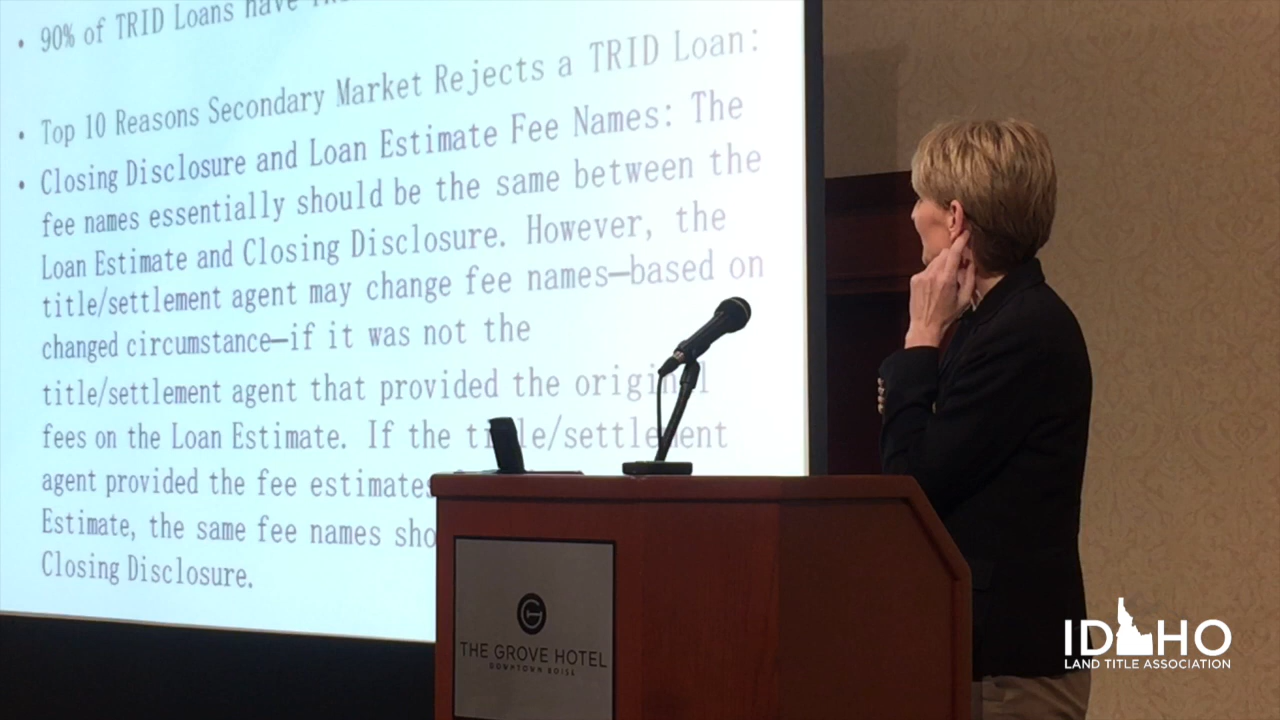 • 90% of TRID Loans have
• Top 10 Reasons Secondary Market Rejects a TRID Loan:
• Closing Disclosure and Loan Estimate Fee Names: The
fee names essentially should be the same between the
Loan Estimate and Closing Disclosure. However, the
title/settlement agent may change fee names—based on
changed circumstance—if it was not the
title/settlement agent that provided the original
fees on the Loan Estimate. If the title/settlement
agent provided the fee estimates
Estimate, the same fee names sho
Closing Disclosure.
G
THE GROVE HOTEL
DOWNTOWN BOISE
IDAHO
LAND TITLE ASSOCIATION